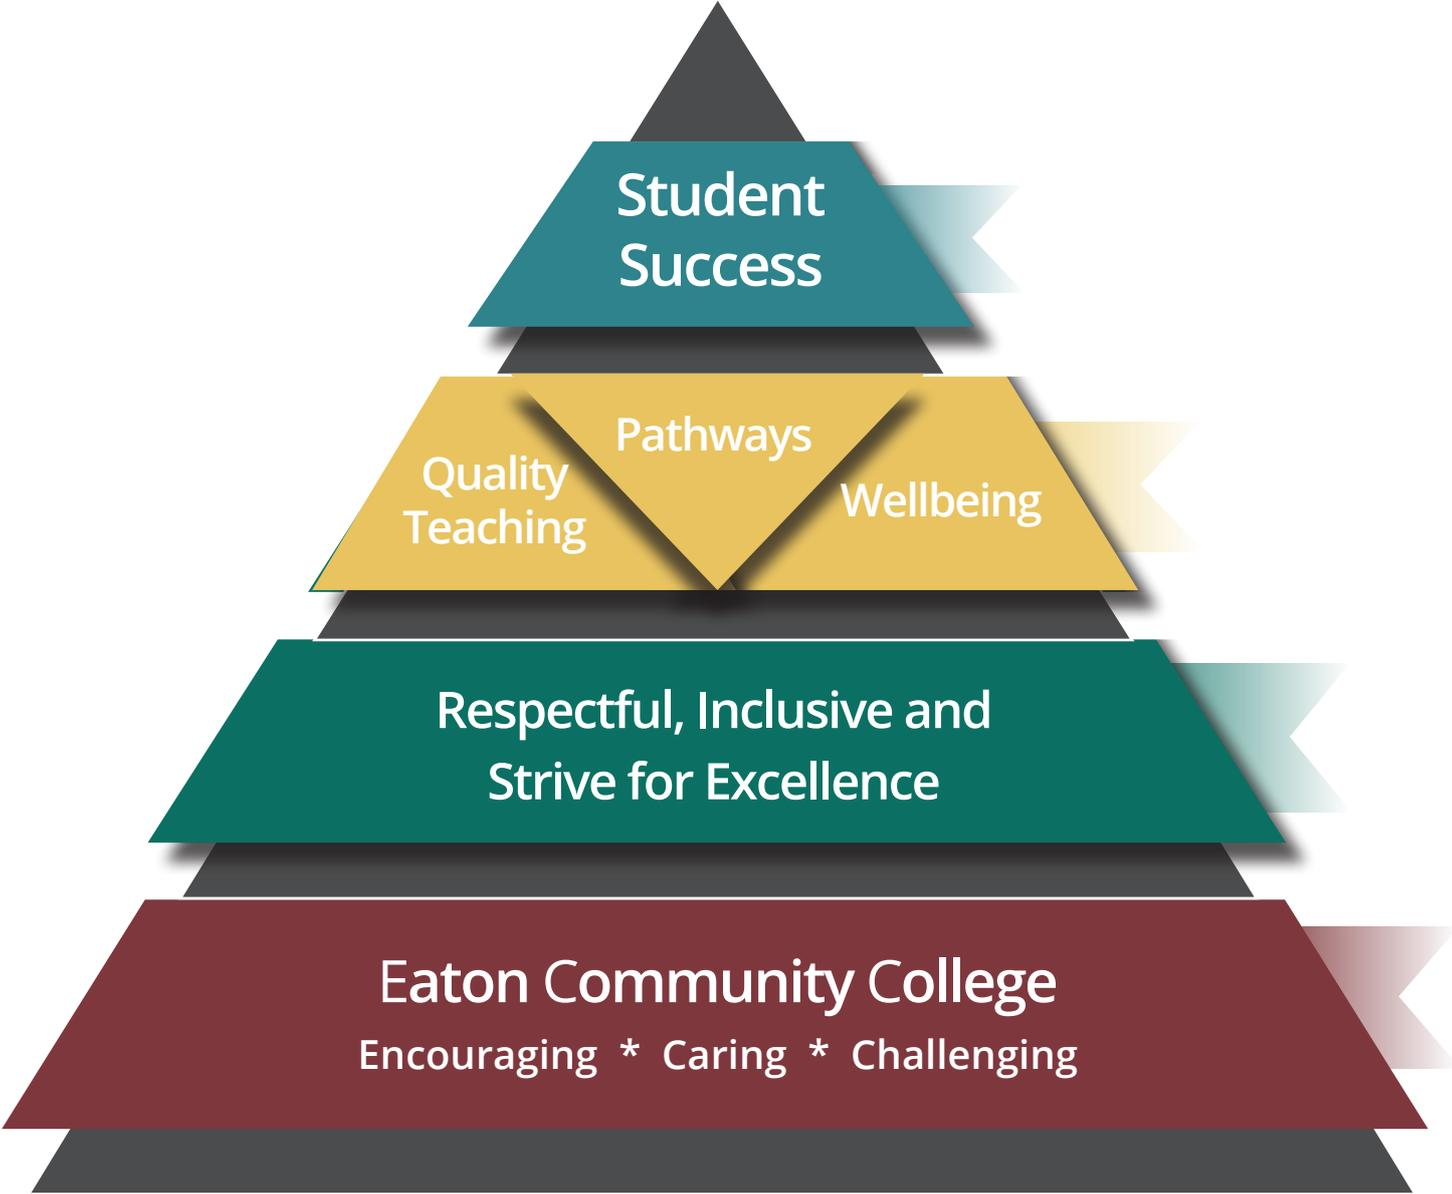 Student
Success
Pathways
Quality
Teaching
Wellbeing
Respectful, Inclusive and
Strive for Excellence
Eaton Community College
Encouraging * Caring * Challenging